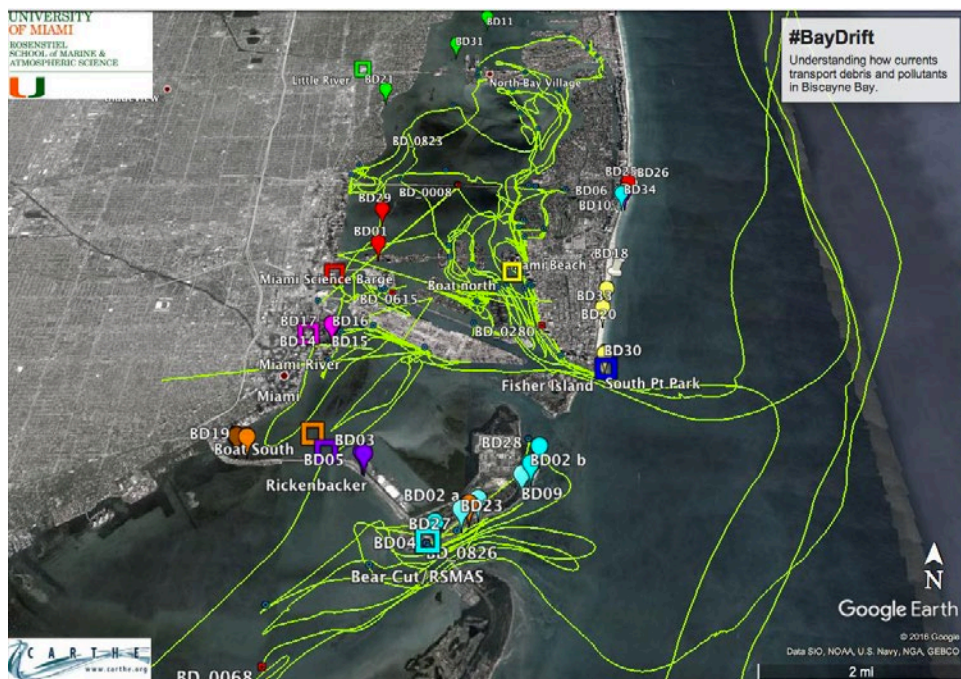 UNIVERSITY
OF MIAMI
ROSENSTIEL
SCHOOL of MARINE &
ATMOSPHERIC SCIENCE
#BayDrift
Understanding how currents
transport debris and pollutants
in Biscayne Bay.
BD11
BD31
Little River
BD21
North Bay Village
BD_0823
BD_0008
BD29
BD01
BD26
BD06
BD34
BD10
BD18
Miami Science Barge
Boat north
ami Beach
BD_0615
BD33
BD20
BD17
BD16
BD14
BD15
BD_0280
BD30
Miami River
Miami
Fisher Island
South Pt Park
BD19
Boat South
BD03
BD05
Rickenbacker
BD28
BD02 b
BD09
BD02 a
BD23
BD27
BD04
BD_0826
Bear Cut/RSMAS
BD_0068
N
Google Earth
© 2016 Google
Data SIO, NOAA, U.S. Navy, NGA, GEBCO
2 mi
CARTHE
www.carthe.org